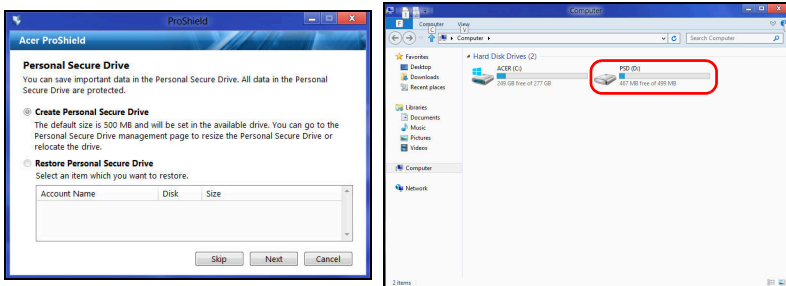 ProShield
Acer ProShield
Personal Secure Drive
You can save important data in the Personal Secure Drive. All data in the Personal
Secure Drive are protected.
Create Personal Secure Drive
The default size is 500 MB and will be set in the available drive. You can go to the
Personal Secure Drive management page to resize the Personal Secure Drive or
relocate the drive.
Restore Personal Secure Drive
Select an item which you want to restore.
Account Name Disk Size
Skip Next Cancel
Computer
F Computer View
C V
Computer
Search Computer
Favorites
Desktop
Downloads
Recent places
Libraries
Documents
Music
Pictures
Videos
Computer
Network
Hard Disk Drives (2)
ACER (C:)
249 GB free of 277 GB
PSD (D:)
467 MB free of 499 MB
2 items